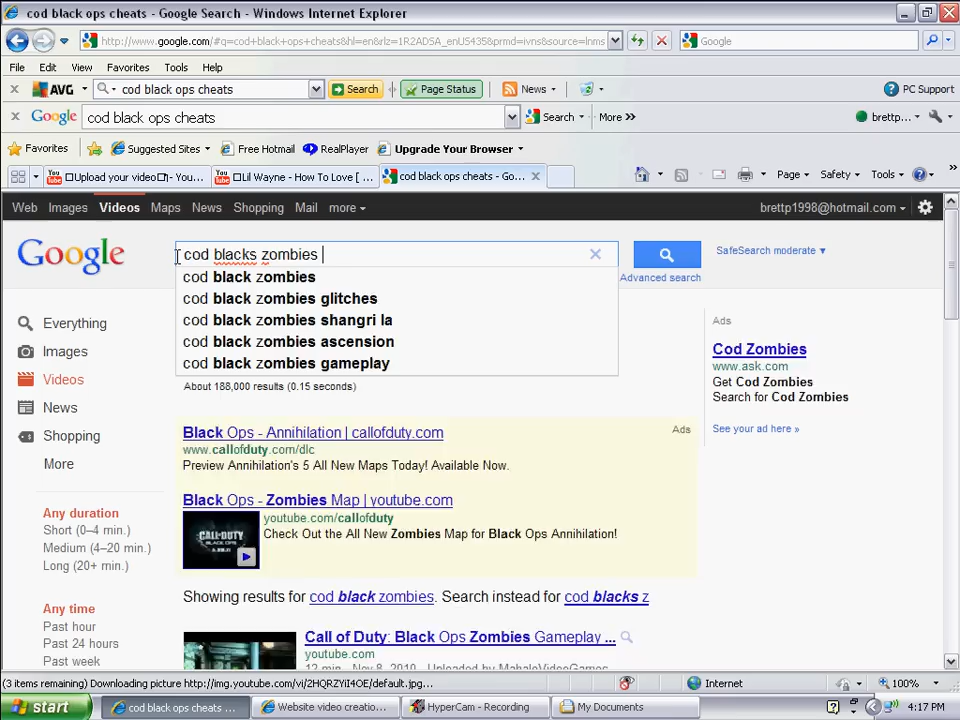 cod black ops cheats - Google Search - Windows Internet Explorer
http://www.google.com/#q=cod+black+ops+cheats&hl=en&rlz=1R2ADSA_enUS435&prmd=ivns&source=lnms
Google
File Edit View Favorites Tools Help
AVG cod black ops cheats Search Page Status News PC Support
Google cod black ops cheats Search More >> brettp...
Favorites Suggested Sites Free Hotmail RealPlayer Upgrade Your Browser
Upload your video - You... Lil Wayne - How To Love [ ... cod black ops cheats - Go... Page Safety Tools
Web Images Videos Maps News Shopping Mail more brettp1998@hotmail.com
Google cod blacks zombies SafeSearch moderate
Advanced search
cod black zombies
cod black zombies glitches
cod black zombies shangri la
cod black zombies ascension
cod black zombies gameplay
About 188,000 results (0.15 seconds)
Everything
Images
Videos
News
Shopping
More
Any duration
Short (0–4 min.)
Medium (4–20 min.)
Long (20+ min.)
Any time
Past hour
Past 24 hours
Past week
Black Ops - Annihilation | callofduty.com
Ads
www.callofduty.com/dlc
Preview Annihilation's 5 All New Maps Today! Available Now.
Black Ops - Zombies Map | youtube.com
youtube.com/callofduty
Check Out the All New Zombies Map for Black Ops Annihilation!
CALL·DUTY
Showing results for cod black zombies. Search instead for cod blacks z
Call of Duty: Black Ops Zombies Gameplay ...
youtube.com
12 min - Nov 8, 2010 - Uploaded by MahaloVideoGames
Ads
Cod Zombies
www.ask.com
Get Cod Zombies
Search for Cod Zombies
See your ad here »
(3 items remaining) Downloading picture http://img.youtube.com/vi/2HQRZYiI4OE/default.jpg... Internet 100%
start cod black ops cheats ... Website video creatio... HyperCam - Recording My Documents 4:17 PM